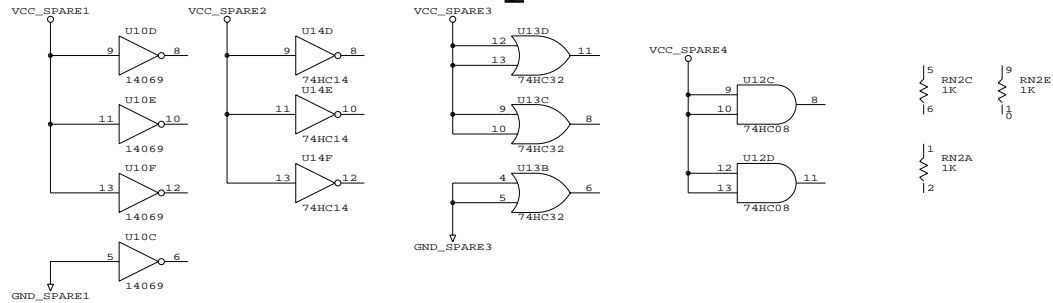 VCC_SPARE1
U10D
9 8
14069
U10E
11 10
14069
U10F
13 12
14069
U10C
5 6
14069
GND_SPARE1
VCC_SPARE2
U14D
9 8
74HC14
U14E
11 10
74HC14
U14F
13 12
74HC14
VCC_SPARE3
U13D
12
13
11
74HC32
U13C
9
10
8
74HC32
U13B
4
5
6
74HC32
GND_SPARE3
VCC_SPARE4
U12C
9
10
8
74HC08
U12D
12
13
11
74HC08
5
RN2C
1K
6
9
RN2E
1K
10
1
RN2A
1K
2